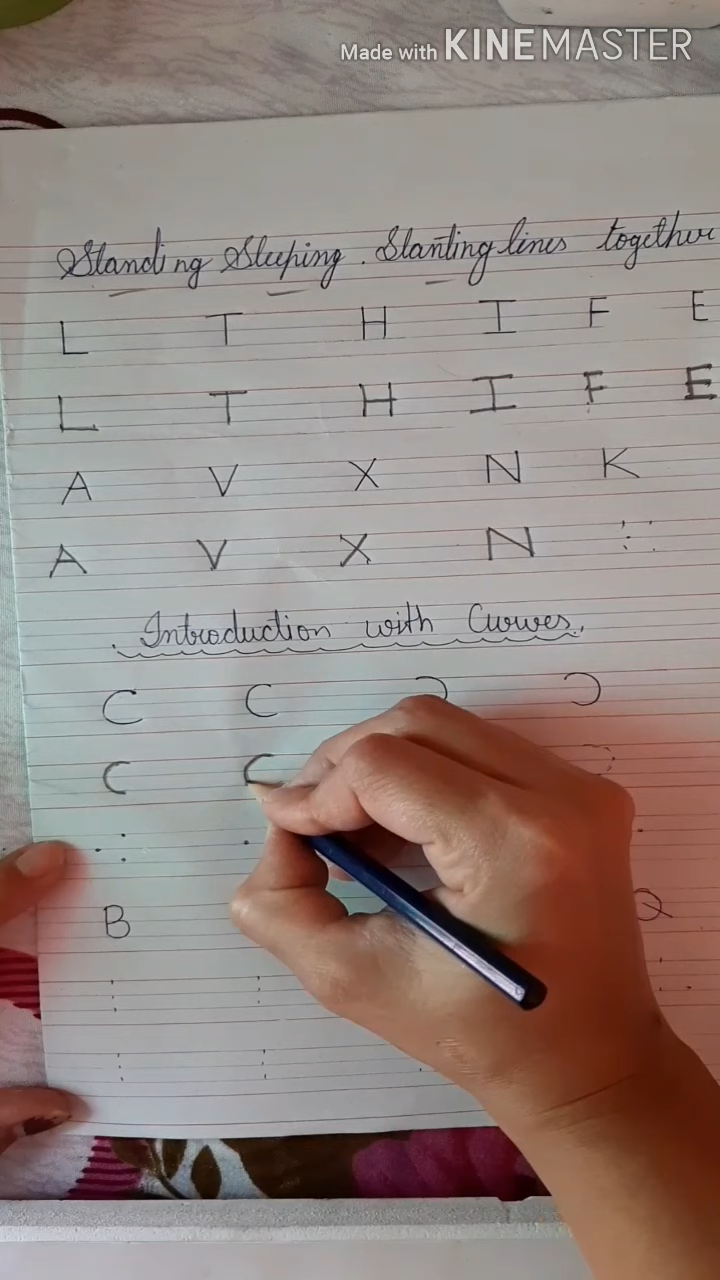 Made with KINEMASTER
Standing Sleeping . Slanting lines together
L T H I F E
L T H I F E
A V X N K
A V X N
Introduction with Curves.
C C Ɔ Ɔ
C C
B Q